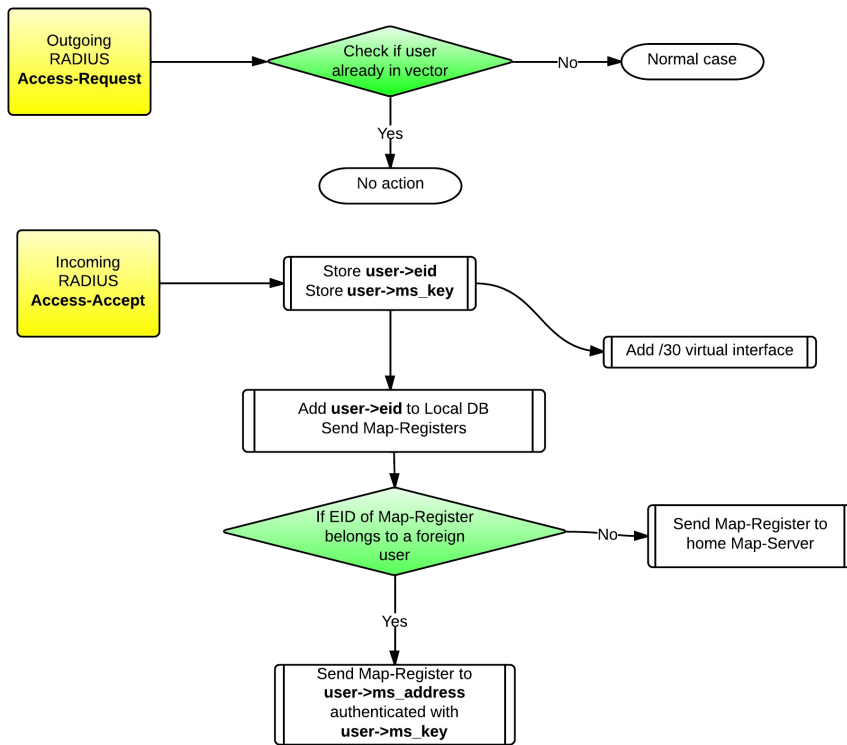 Outgoing
RADIUS
Access-Request
Check if user
already in vector
No
Normal case
Yes
No action
Incoming
RADIUS
Access-Accept
Store user->eid
Store user->ms_key
Add /30 virtual interface
Add user->eid to Local DB
Send Map-Registers
If EID of Map-Register
belongs to a foreign
user
No
Send Map-Register to
home Map-Server
Yes
Send Map-Register to
user->ms_address
authenticated with
user->ms_key